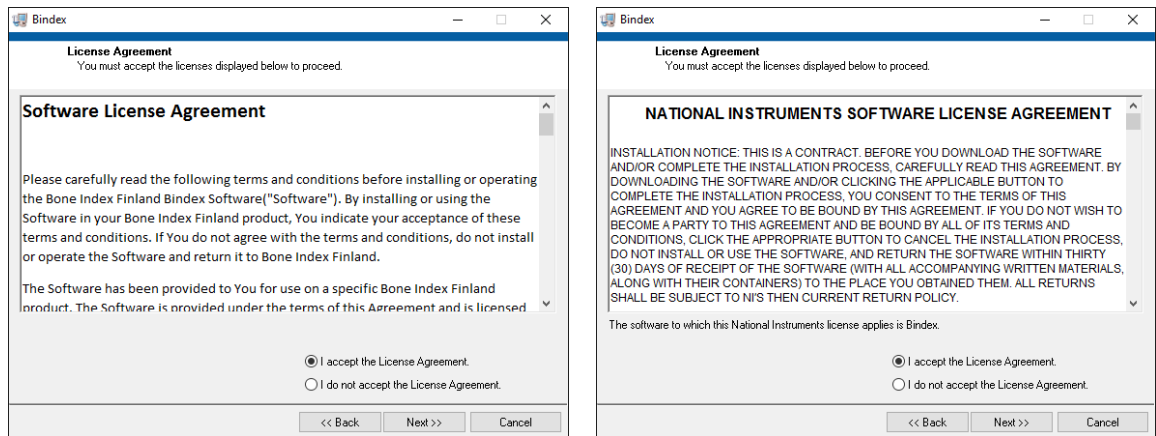 Bindex
License Agreement
You must accept the licenses displayed below to proceed.
Software License Agreement
Please carefully read the following terms and conditions before installing or operating
the Bone Index Finland Bindex Software("Software"). By installing or using the
Software in your Bone Index Finland product, You indicate your acceptance of these
terms and conditions. If You do not agree with the terms and conditions, do not install
or operate the Software and return it to Bone Index Finland.
The Software has been provided to You for use on a specific Bone Index Finland
product. The Software is provided under the terms of this Agreement and is licensed
I accept the License Agreement.
I do not accept the License Agreement.
<< Back
Next >>
Cancel
Bindex
License Agreement
You must accept the licenses displayed below to proceed.
NATIONAL INSTRUMENTS SOFTWARE LICENSE AGREEMENT
INSTALLATION NOTICE: THIS IS A CONTRACT. BEFORE YOU DOWNLOAD THE SOFTWARE
AND/OR COMPLETE THE INSTALLATION PROCESS, CAREFULLY READ THIS AGREEMENT. BY
DOWNLOADING THE SOFTWARE AND/OR CLICKING THE APPLICABLE BUTTON TO
COMPLETE THE INSTALLATION PROCESS, YOU CONSENT TO THE TERMS OF THIS
AGREEMENT AND YOU AGREE TO BE BOUND BY THIS AGREEMENT. IF YOU DO NOT WISH TO
BECOME A PARTY TO THIS AGREEMENT AND BE BOUND BY ALL OF ITS TERMS AND
CONDITIONS, CLICK THE APPROPRIATE BUTTON TO CANCEL THE INSTALLATION PROCESS,
DO NOT INSTALL OR USE THE SOFTWARE, AND RETURN THE SOFTWARE WITHIN THIRTY
(30) DAYS OF RECEIPT OF THE SOFTWARE (WITH ALL ACCOMPANYING WRITTEN MATERIALS,
ALONG WITH THEIR CONTAINERS) TO THE PLACE YOU OBTAINED THEM. ALL RETURNS
SHALL BE SUBJECT TO NI'S THEN CURRENT RETURN POLICY.
The software to which this National Instruments license applies is Bindex.
I accept the License Agreement.
I do not accept the License Agreement.
<< Back
Next >>
Cancel